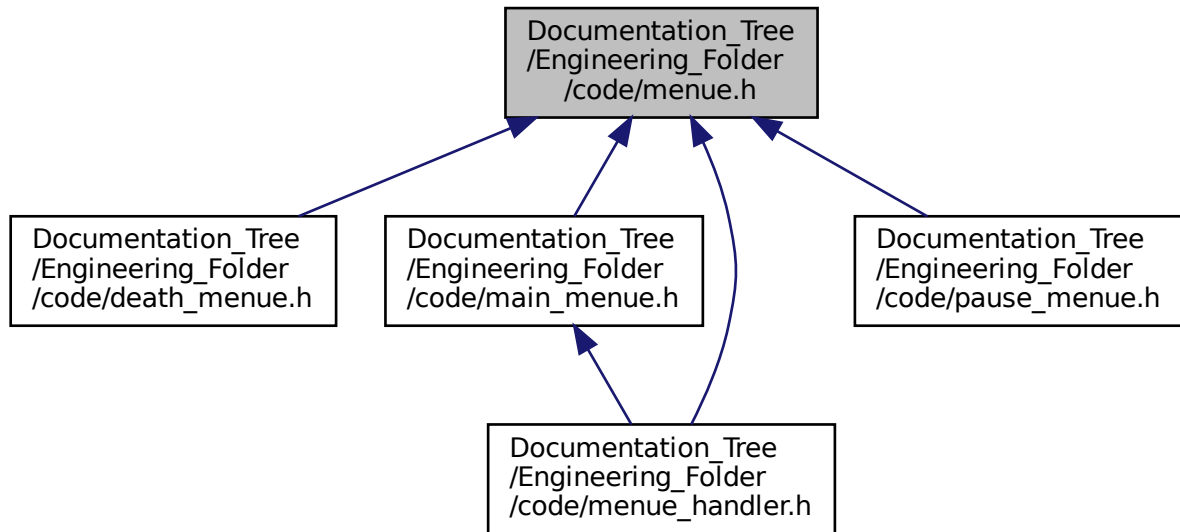 Documentation_Tree
/Engineering_Folder
/code/menue.h
Documentation_Tree
/Engineering_Folder
/code/death_menue.h
Documentation_Tree
/Engineering_Folder
/code/main_menue.h
Documentation_Tree
/Engineering_Folder
/code/pause_menue.h
Documentation_Tree
/Engineering_Folder
/code/menue_handler.h